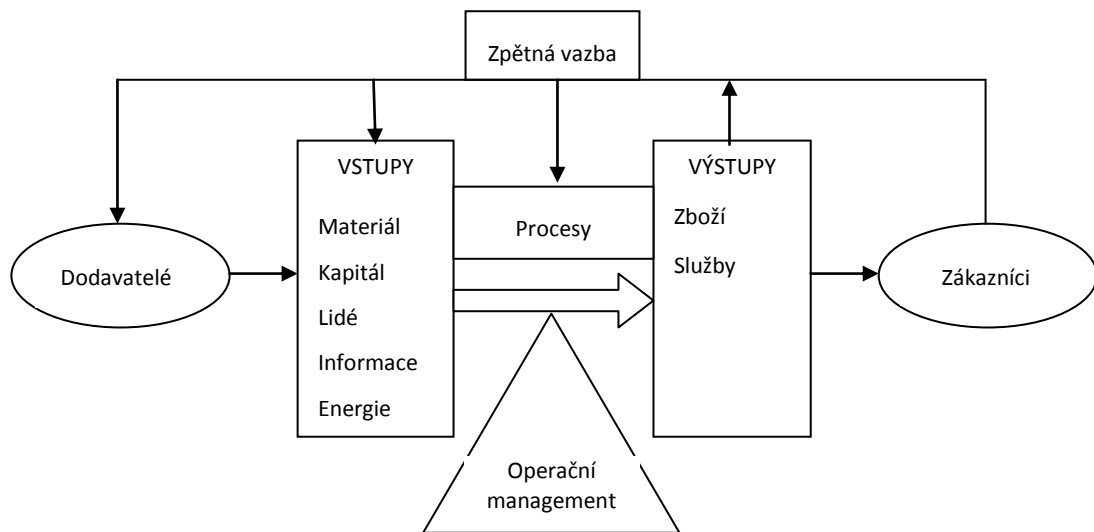 Zpětná vazba
VSTUPY
Materiál
Kapitál
Lidé
Informace
Energie
Procesy
VÝSTUPY
Zboží
Služby
Dodavatelé
Zákazníci
Operační
management